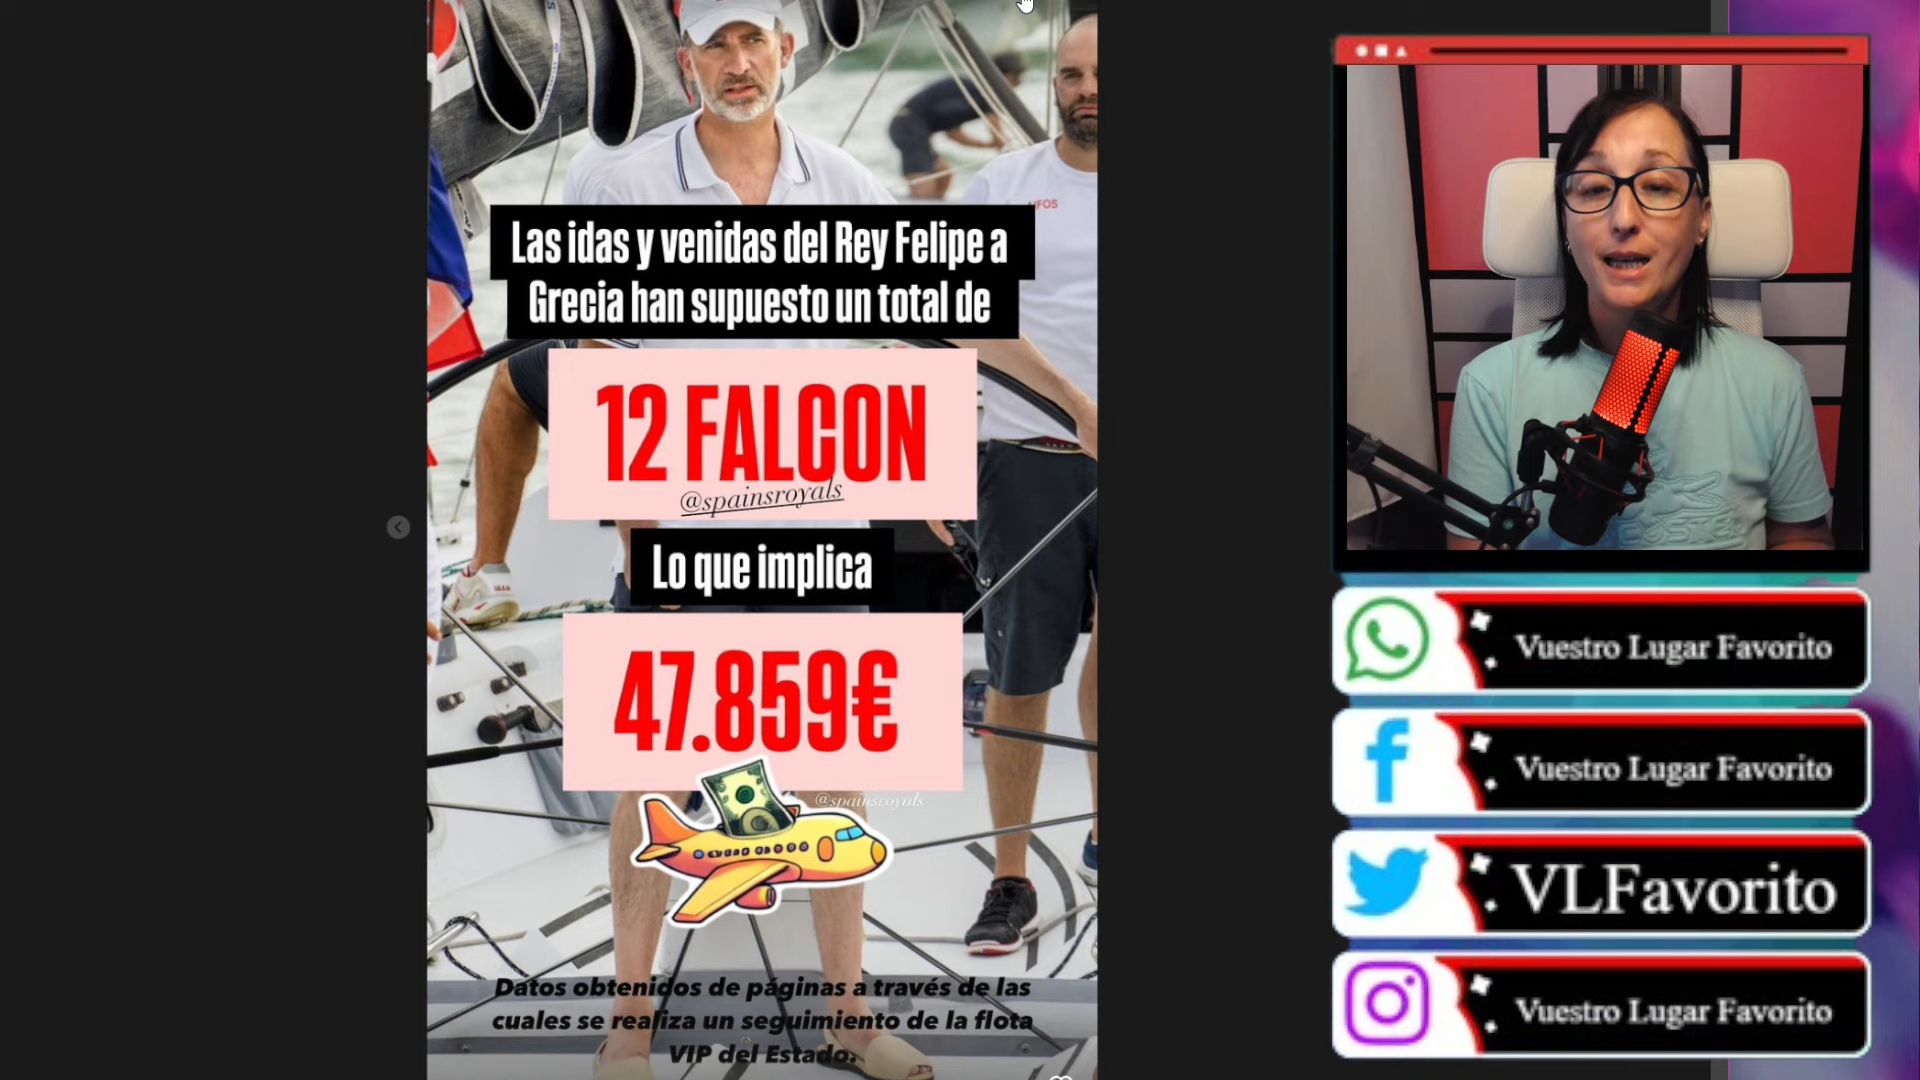 Las idas y venidas del Rey Felipe a
Grecia han supuesto un total de
12 FALCON
@spainsroyals
Lo que implica
47.859€
@spainsroyals
Datos obtenidos de páginas a través de las
cuales se realiza un seguimiento de la flota
VIP del Estado.
Vuestro Lugar Favorito
Vuestro Lugar Favorito
VLFavorito
Vuestro Lugar Favorito